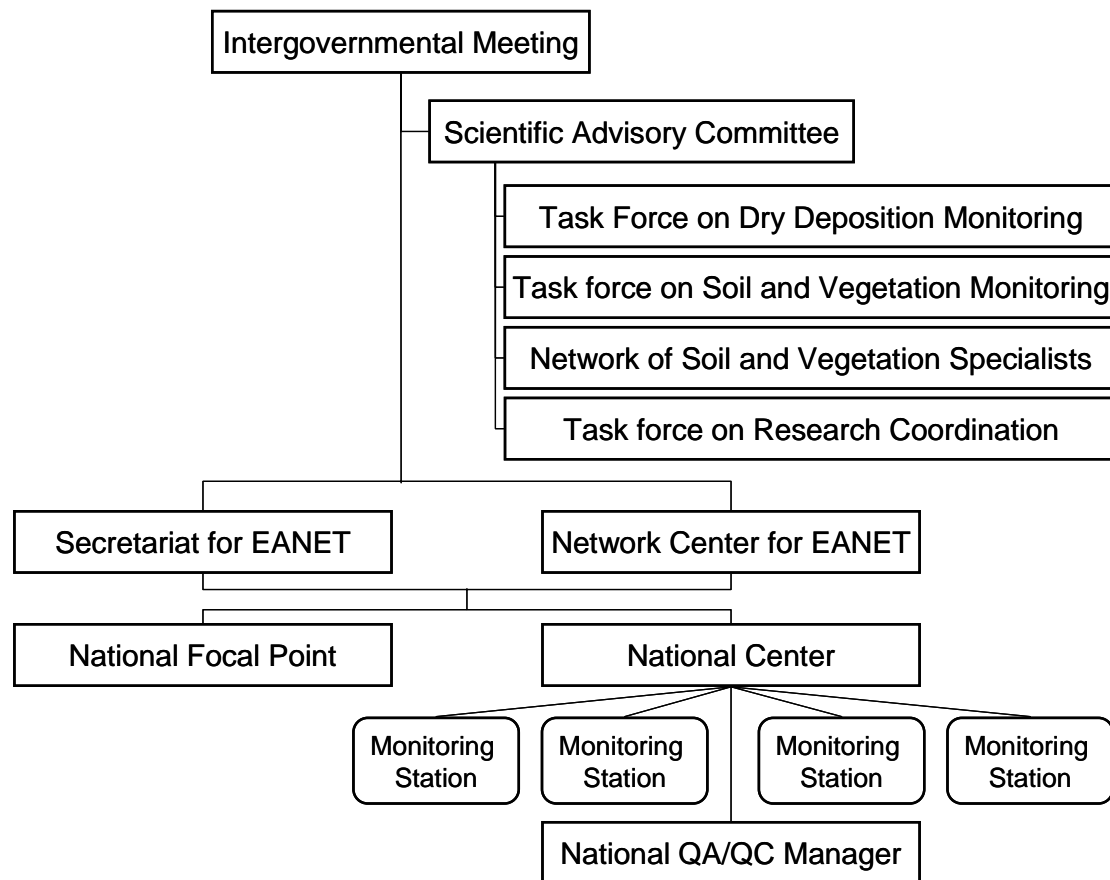 Intergovernmental Meeting
Scientific Advisory Committee
Task Force on Dry Deposition Monitoring
Task force on Soil and Vegetation Monitoring
Network of Soil and Vegetation Specialists
Task force on Research Coordination
Secretariat for EANET
Network Center for EANET
National Focal Point
National Center
Monitoring
Station
Monitoring
Station
Monitoring
Station
Monitoring
Station
National QA/QC Manager